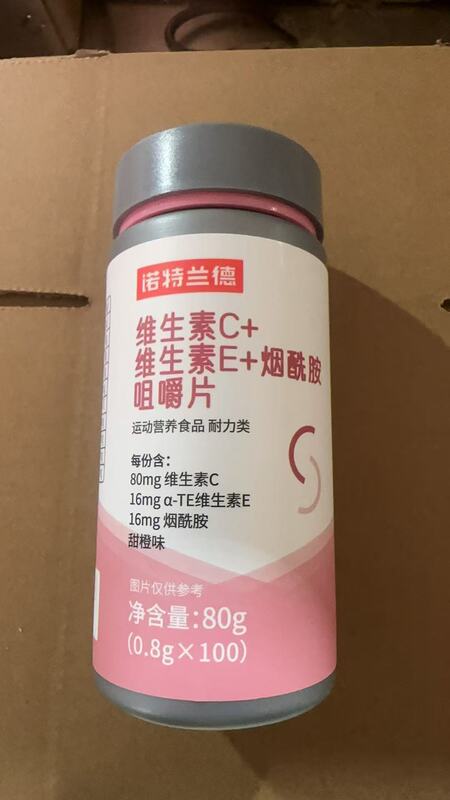 诺特兰德
维生素C+
维生素E+烟酰胺
咀嚼片
运动营养食品 耐力类
每份含：
80mg 维生素C
16mg α-TE维生素E
16mg 烟酰胺
甜橙味
图片仅供参考
净含量：80g
（0.8g×100）